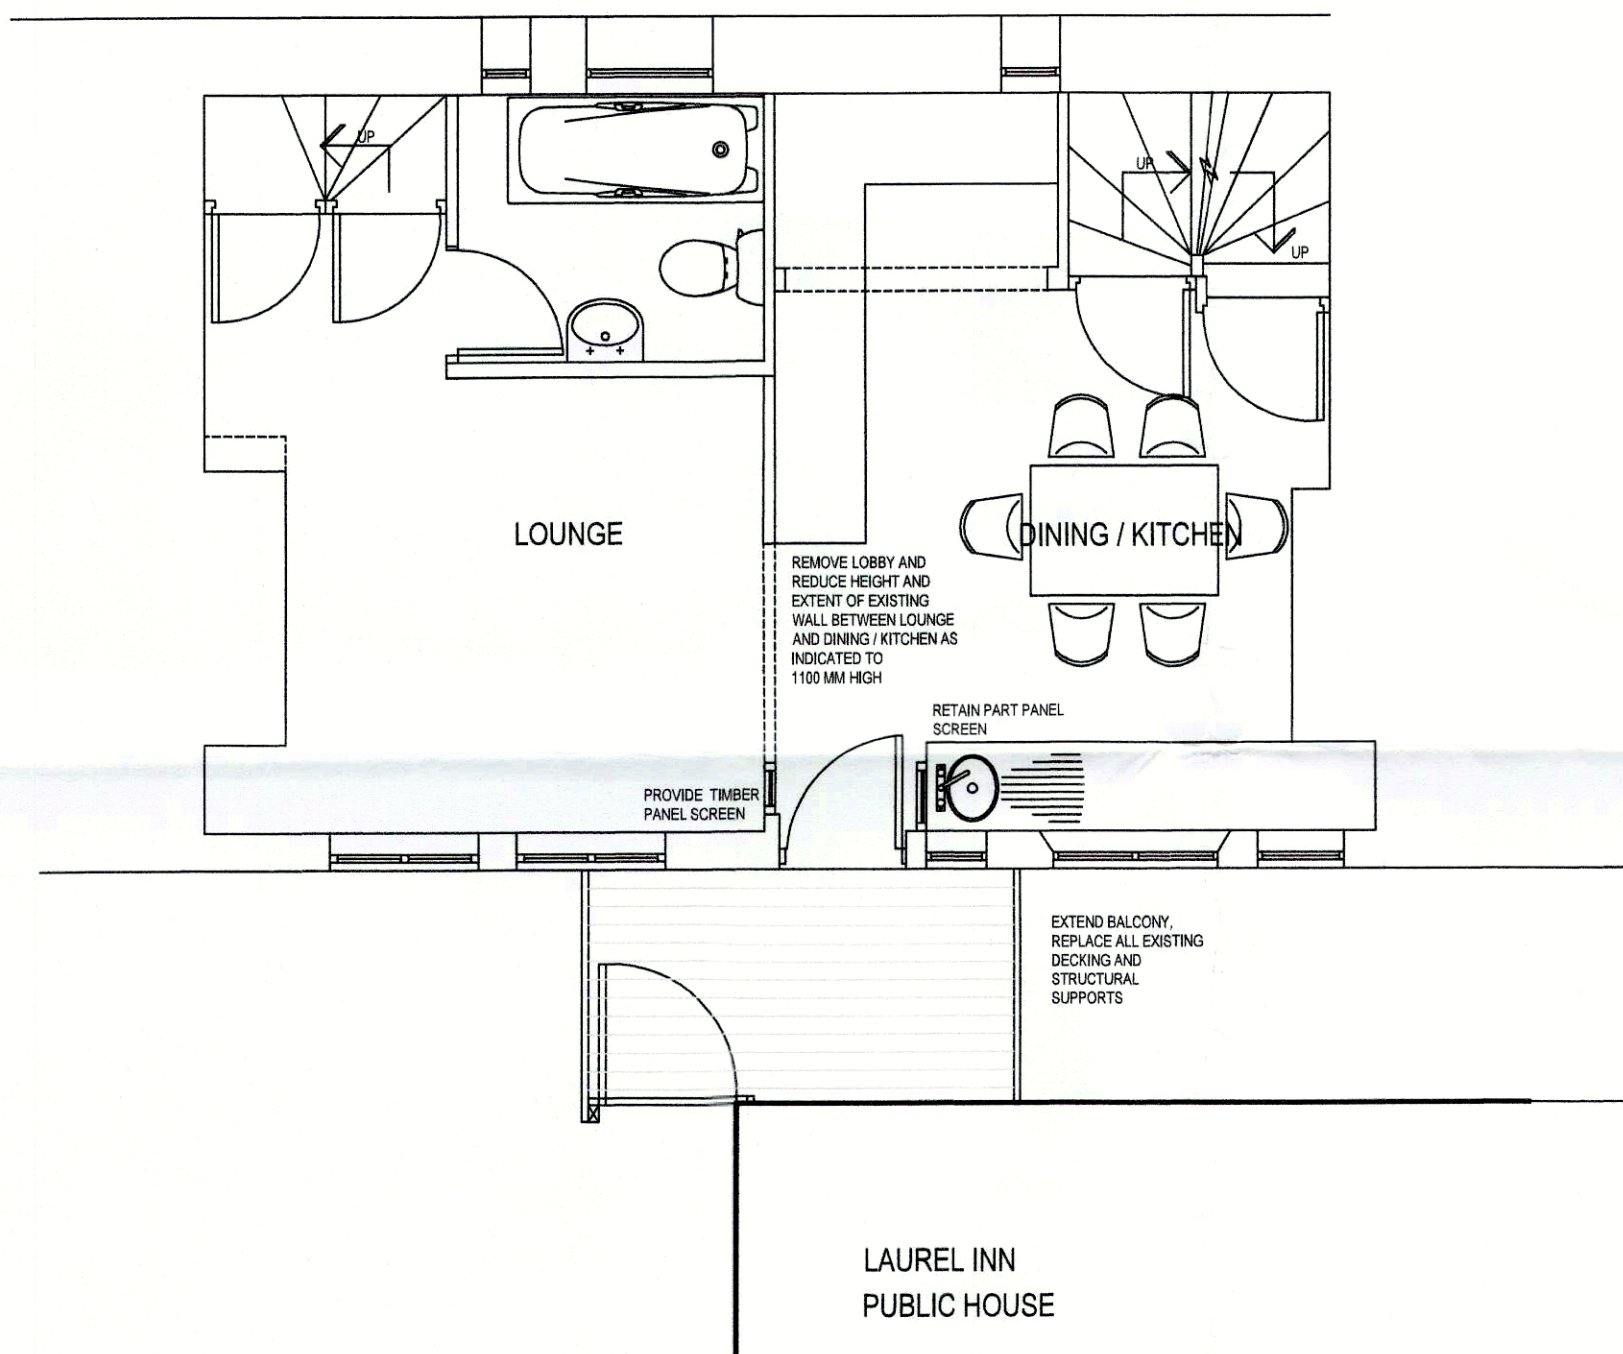 UP
UP
UP
LOUNGE
DINING / KITCHEN
REMOVE LOBBY AND
REDUCE HEIGHT AND
EXTENT OF EXISTING
WALL BETWEEN LOUNGE
AND DINING / KITCHEN AS
INDICATED TO
1100 MM HIGH
RETAIN PART PANEL
SCREEN
PROVIDE TIMBER
PANEL SCREEN
EXTEND BALCONY,
REPLACE ALL EXISTING
DECKING AND
STRUCTURAL
SUPPORTS
LAUREL INN
PUBLIC HOUSE